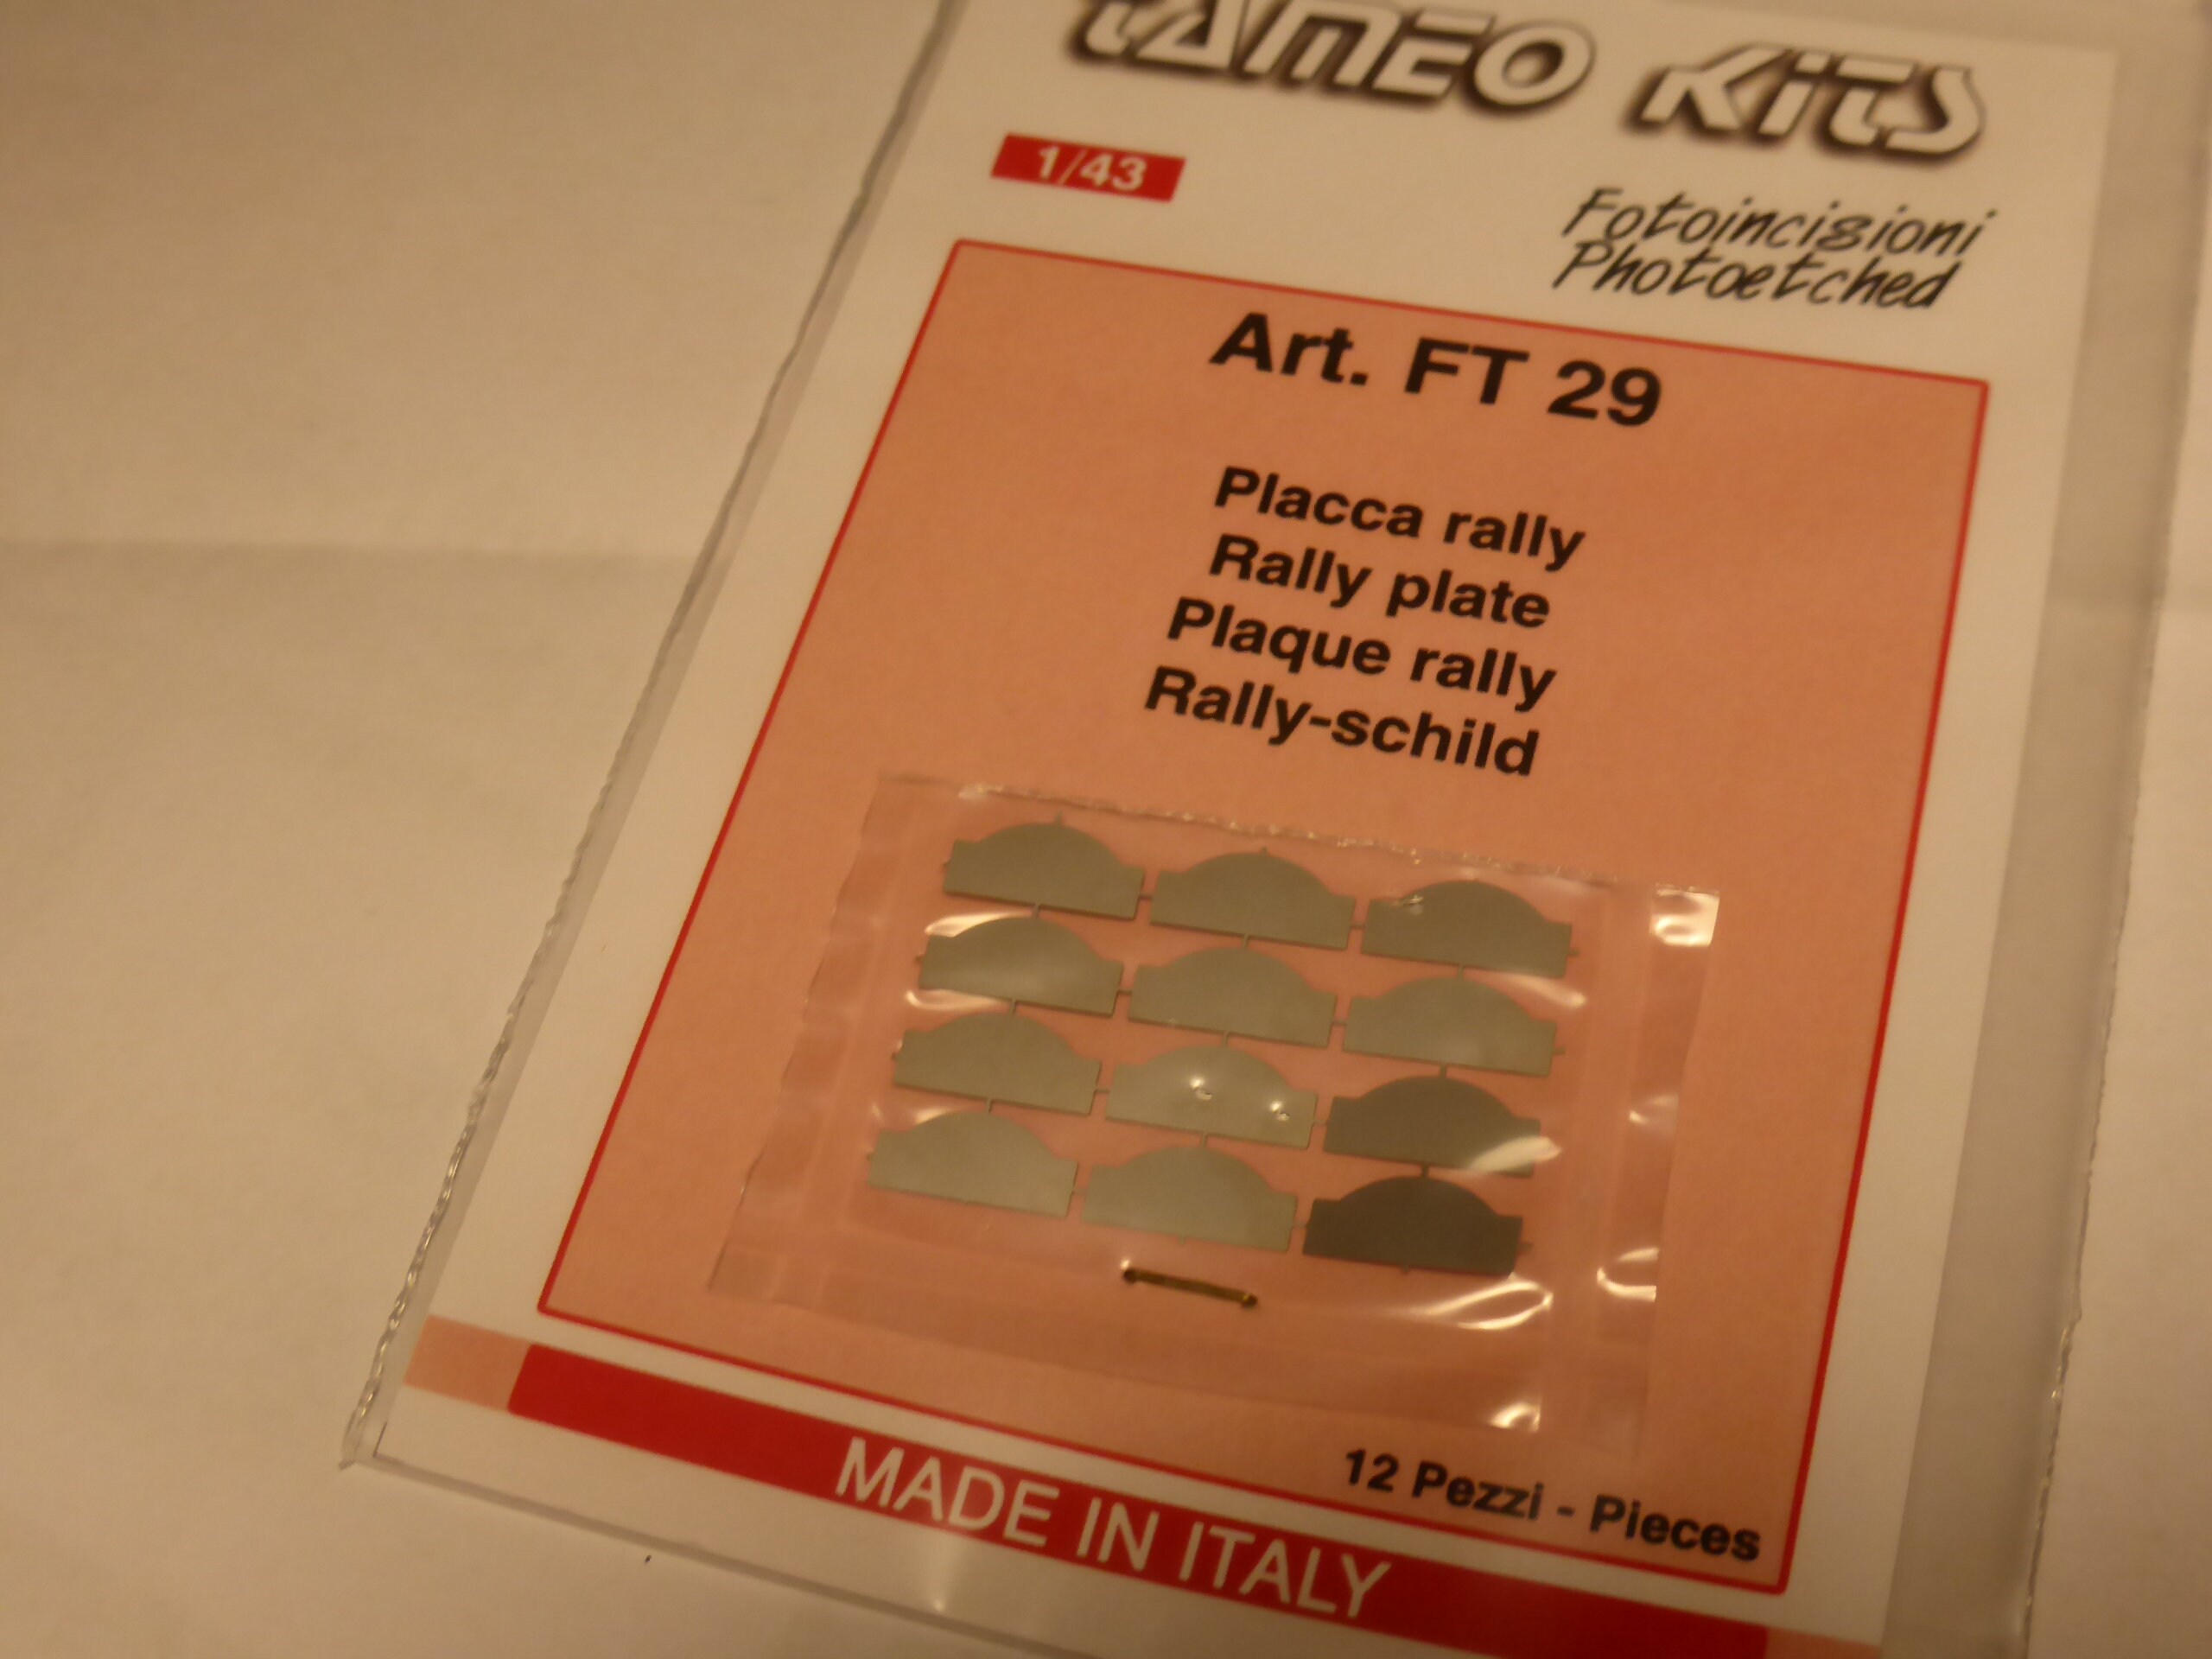 TAMEO KITS
1/43
Fotoincisioni
Photoetched
Art. FT 29
Placca rally
Rally plate
Plaque rally
Rally-schild
12 Pezzi - Pieces
MADE IN ITALY